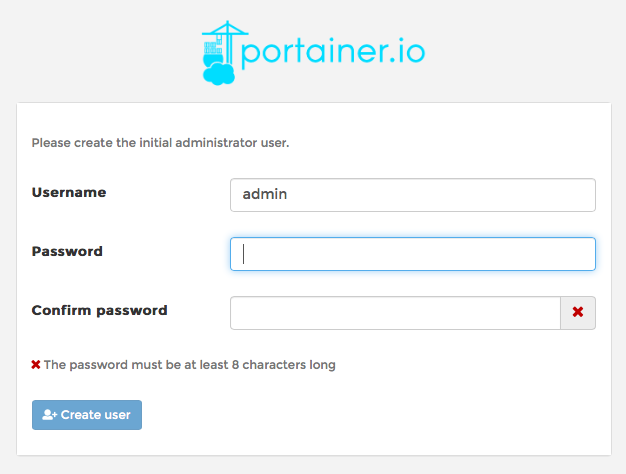 portainer.io
Please create the initial administrator user.
Username
admin
Password
Confirm password
The password must be at least 8 characters long
Create user